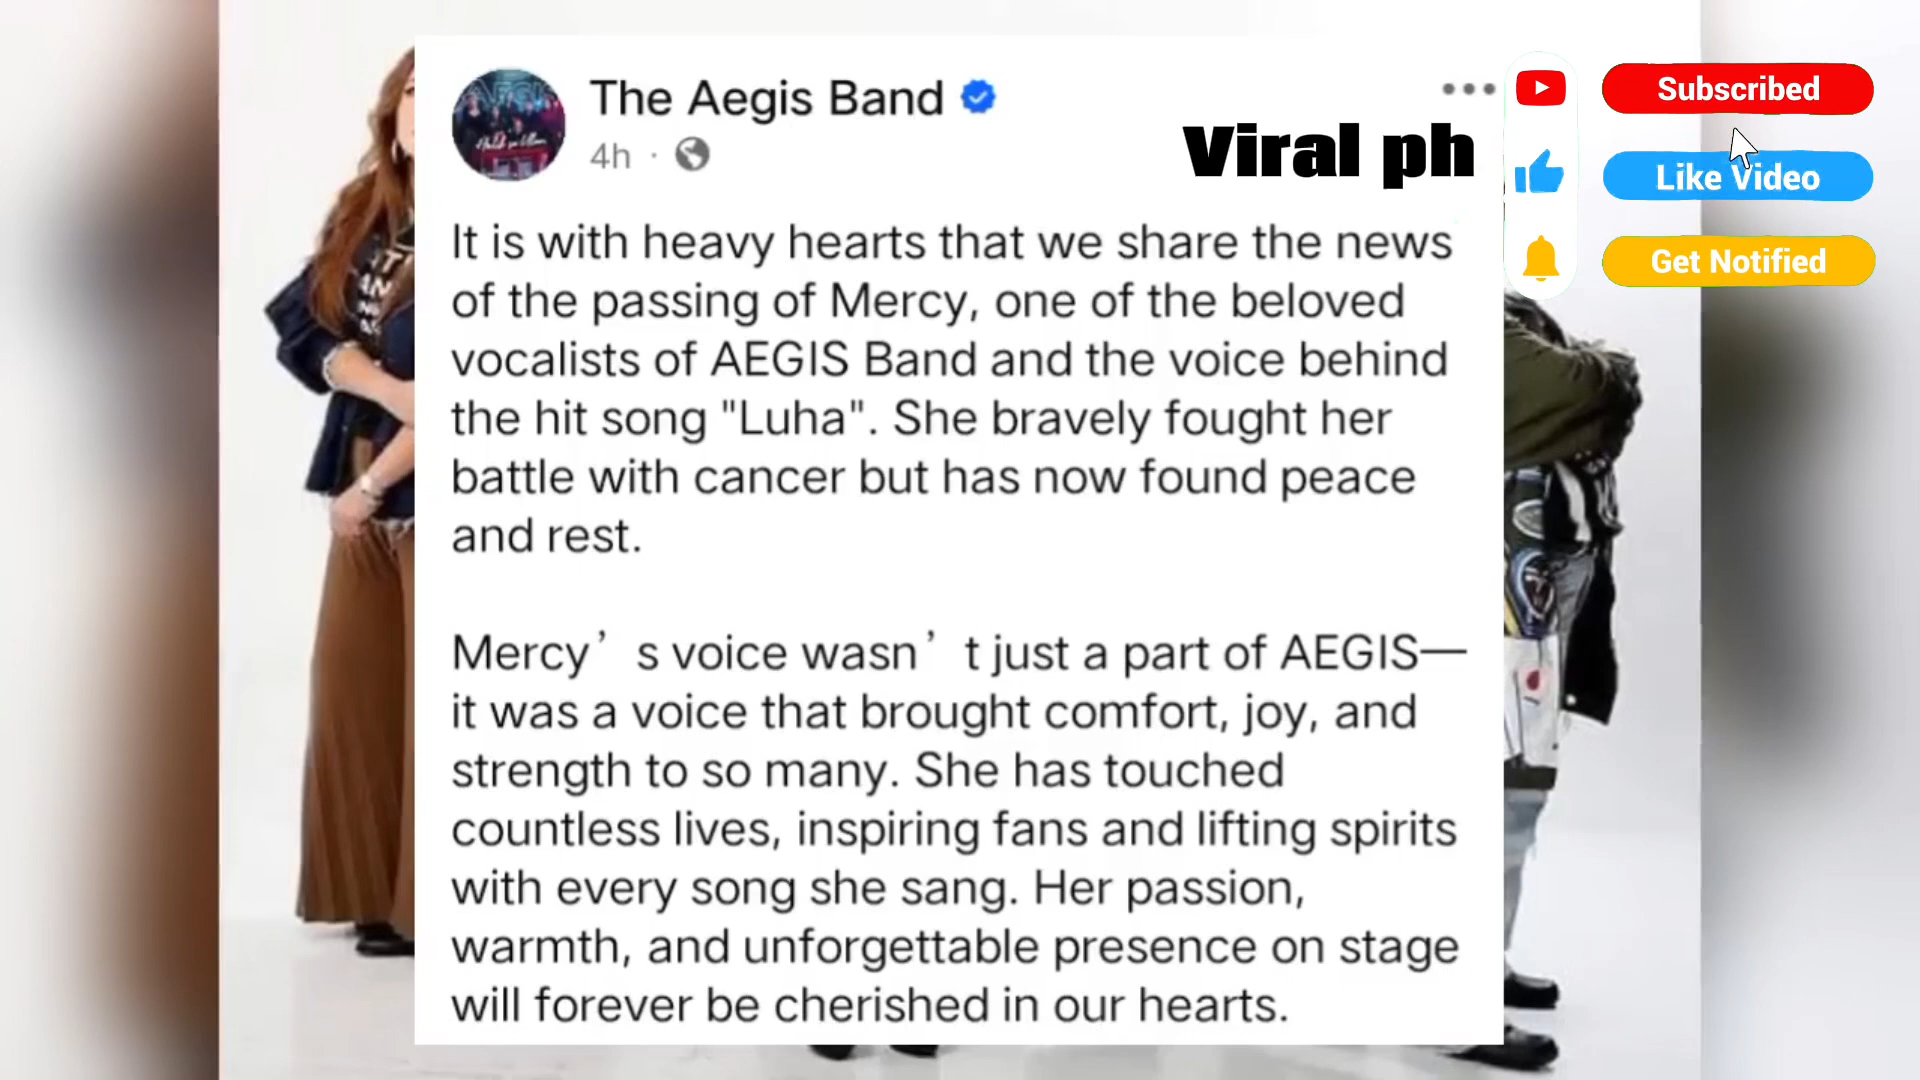 The Aegis Band
4h ·
Viral ph
Subscribed
Like Video
Get Notified
It is with heavy hearts that we share the news
of the passing of Mercy, one of the beloved
vocalists of AEGIS Band and the voice behind
the hit song "Luha". She bravely fought her
battle with cancer but has now found peace
and rest.
Mercy’s voice wasn’t just a part of AEGIS—
it was a voice that brought comfort, joy, and
strength to so many. She has touched
countless lives, inspiring fans and lifting spirits
with every song she sang. Her passion,
warmth, and unforgettable presence on stage
will forever be cherished in our hearts.